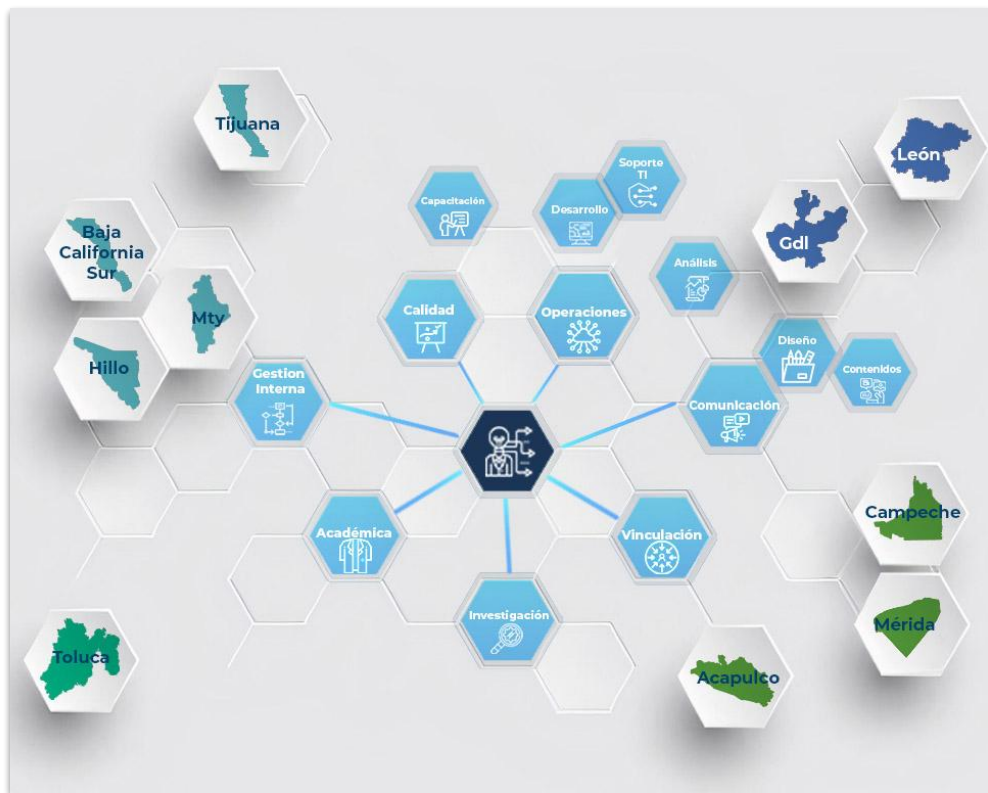 Tijuana
León
Soporte
TI
Capacitación
Desarrollo
Baja
California
Sur
Gdl
Análisis
Mty
Calidad
Operaciones
Hillo
Diseño
Gestion
Interna
Contenidos
Comunicación
Campeche
Académica
Vinculación
Investigación
Mérida
Toluca
Acapulco